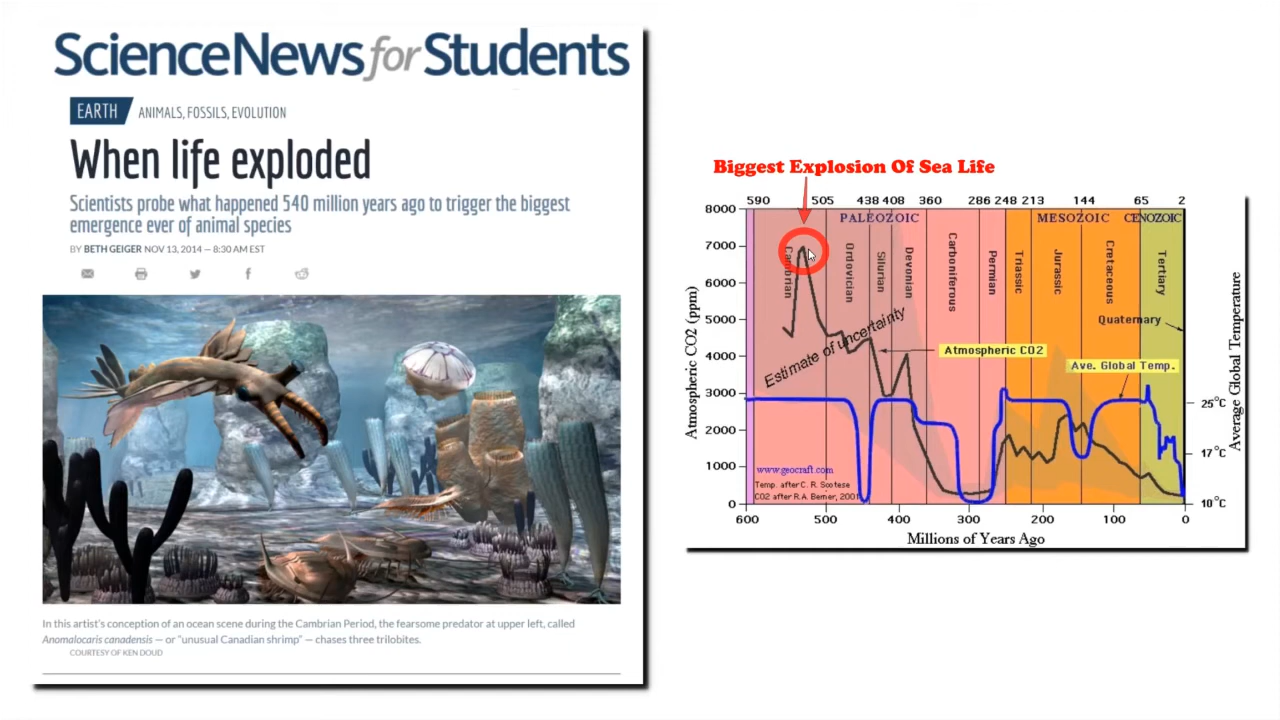 ScienceNews for Students
EARTH ANIMALS, FOSSILS, EVOLUTION
When life exploded
Scientists probe what happened 540 million years ago to trigger the biggest
emergence ever of animal species
BY BETH GEIGER NOV 13, 2014 — 8:30 AM EST
f
In this artist's conception of an ocean scene during the Cambrian Period, the fearsome predator at upper left, called
Anomalocaris canadensis — or "unusual Canadian shrimp" — chases three trilobites.
COURTESY OF KEN DOUD
Biggest Explosion Of Sea Life
590 505 438 408 360 286 248 213 144 65 2
PALEOZOIC MESOZOIC CENOZOIC
Cambrian
Ordovician
Silurian
Devonian
Carboniferous
Permian
Triassic
Jurassic
Cretaceous
Tertiary
Quaternary
Estimate of uncertainty
Atmospheric CO2
Ave. Global Temp.
www.geocraft.com
Temp. after C. R. Scotese
CO2 after R.A. Berner, 2001
Atmospheric CO2 (ppm)
8000
7000
6000
5000
4000
3000
2000
1000
0
25°C
17°C
10°C
Average Global Temperature
600 500 400 300 200 100 0
Millions of Years Ago